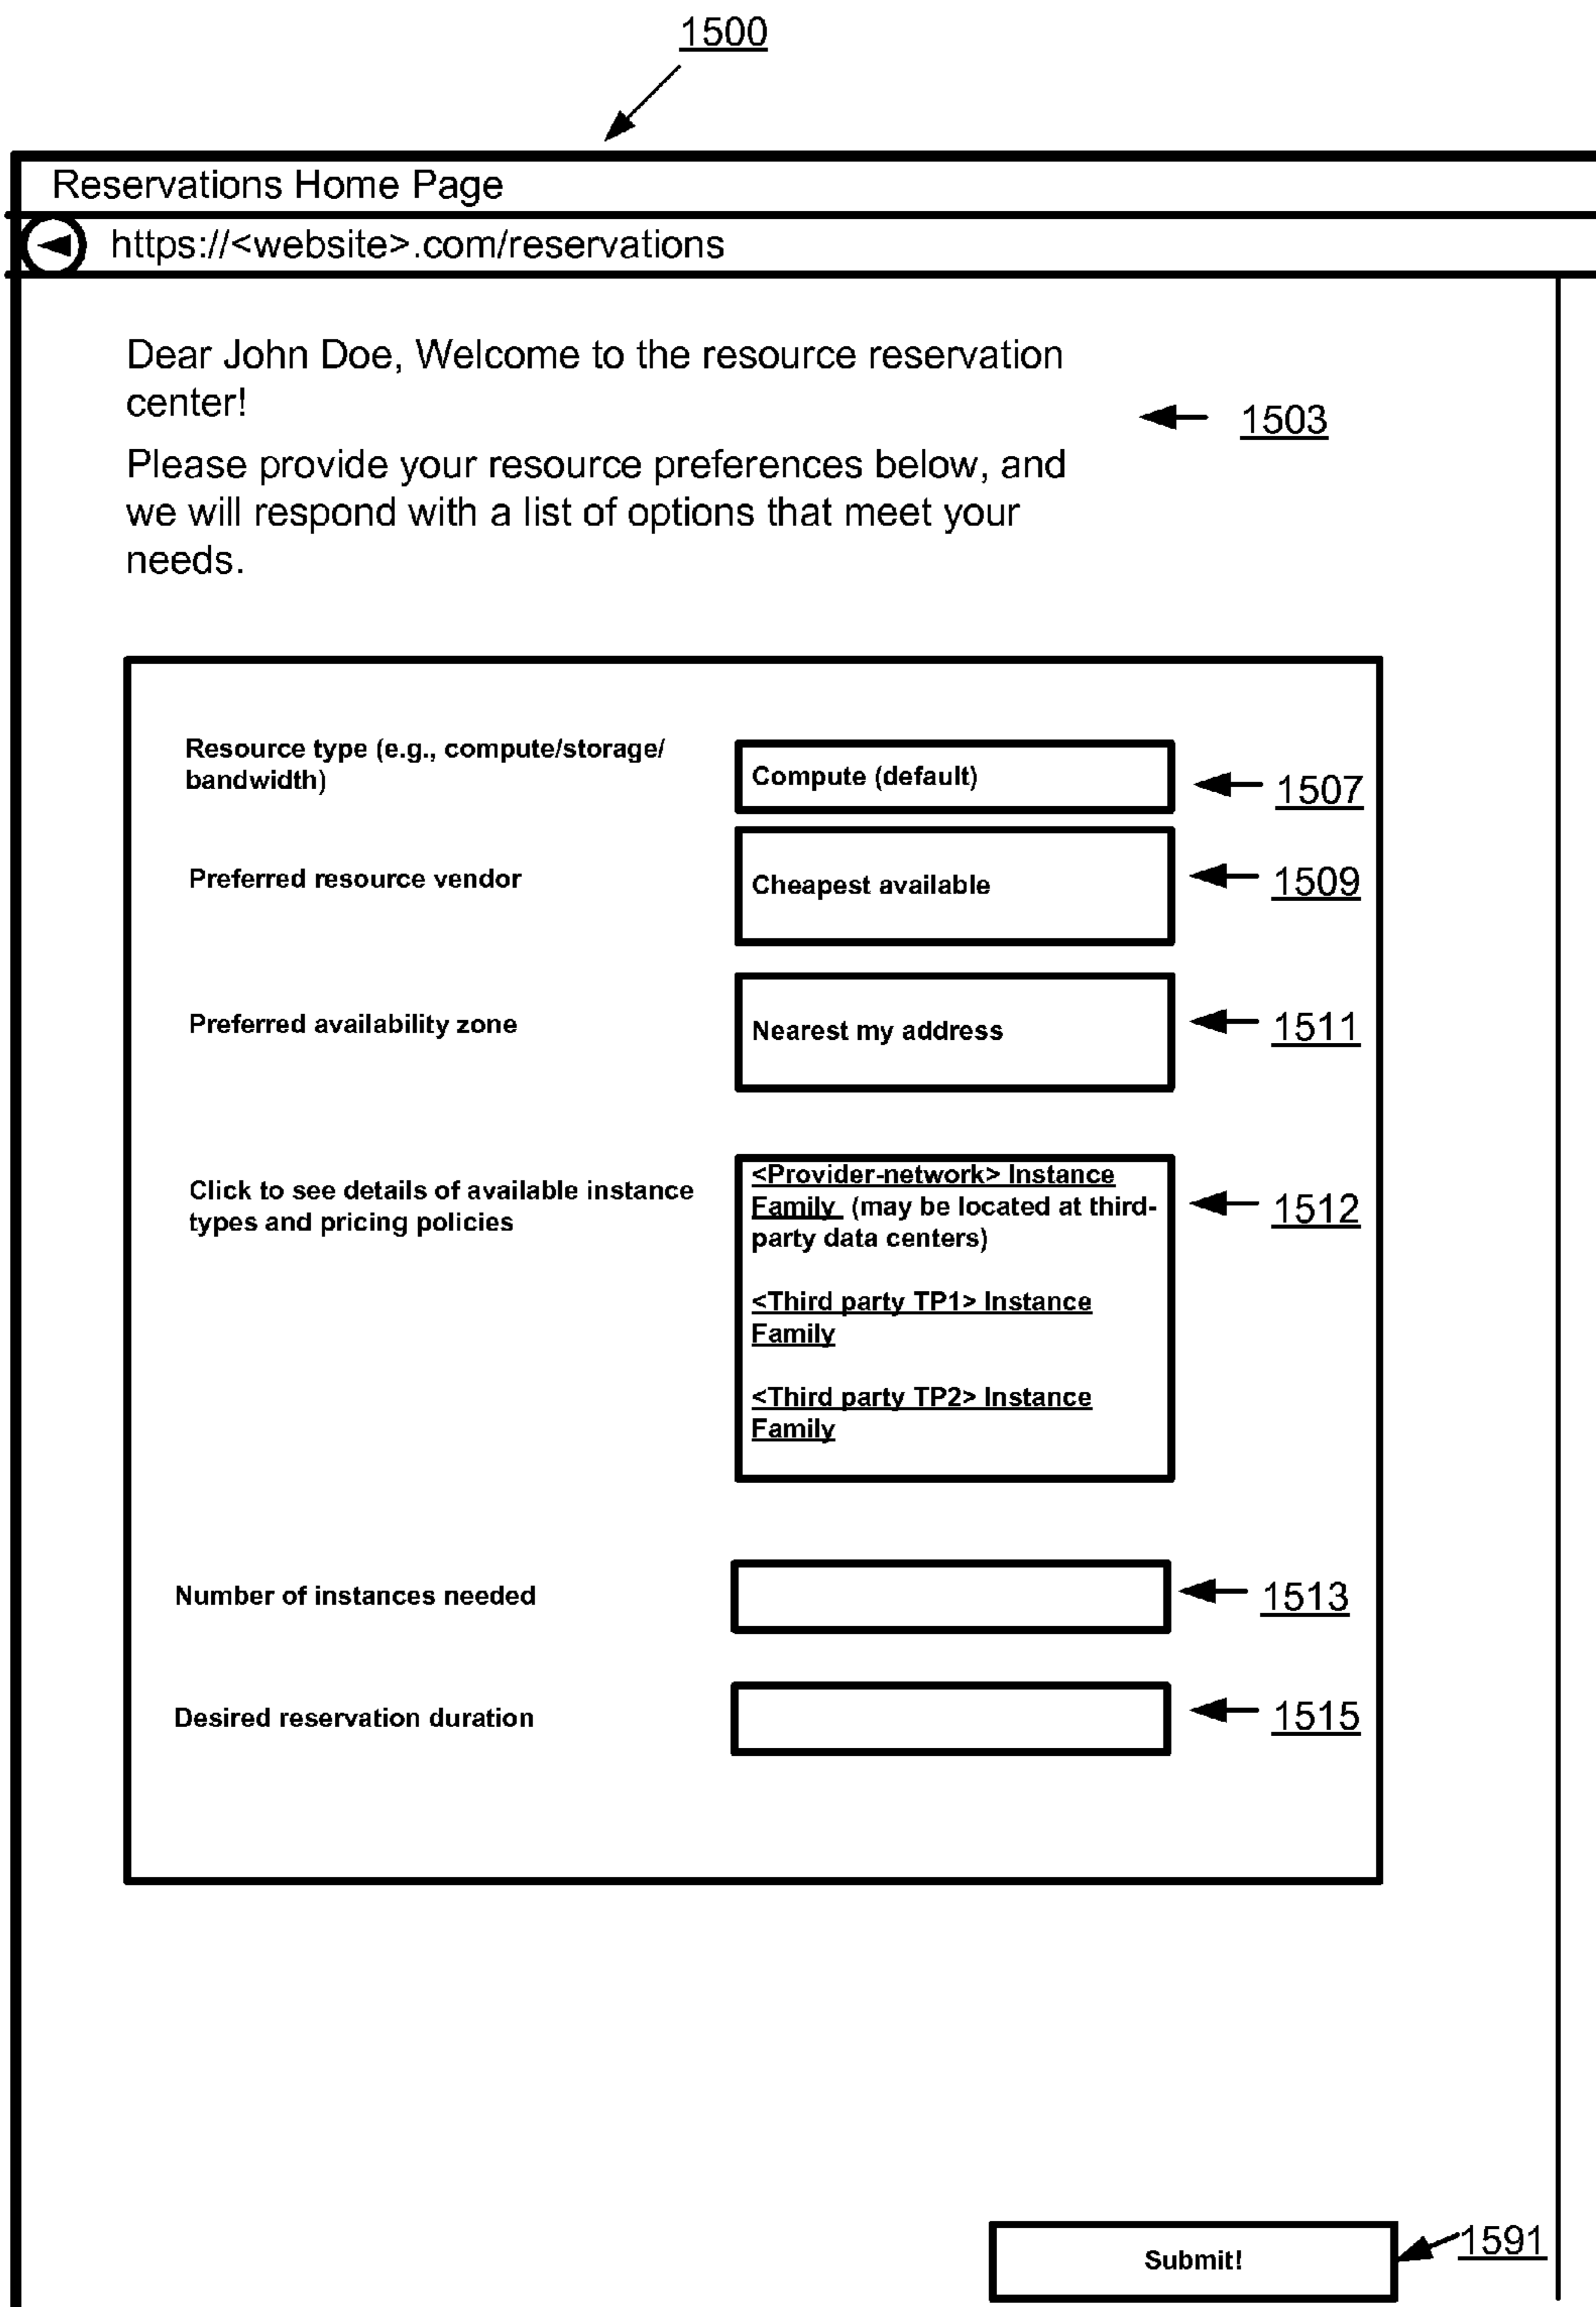 1500
Reservations Home Page
https://<website>.com/reservations
Dear John Doe, Welcome to the resource reservation
center!
1503
Please provide your resource preferences below, and
we will respond with a list of options that meet your
needs.
Resource type (e.g., compute/storage/
bandwidth)
Compute (default)
1507
Preferred resource vendor
Cheapest available
1509
Preferred availability zone
Nearest my address
1511
Click to see details of available instance
types and pricing policies
<Provider-network> Instance
Family (may be located at third-
party data centers)
<Third party TP1> Instance
Family
<Third party TP2> Instance
Family
1512
Number of instances needed
1513
Desired reservation duration
1515
Submit!
1591